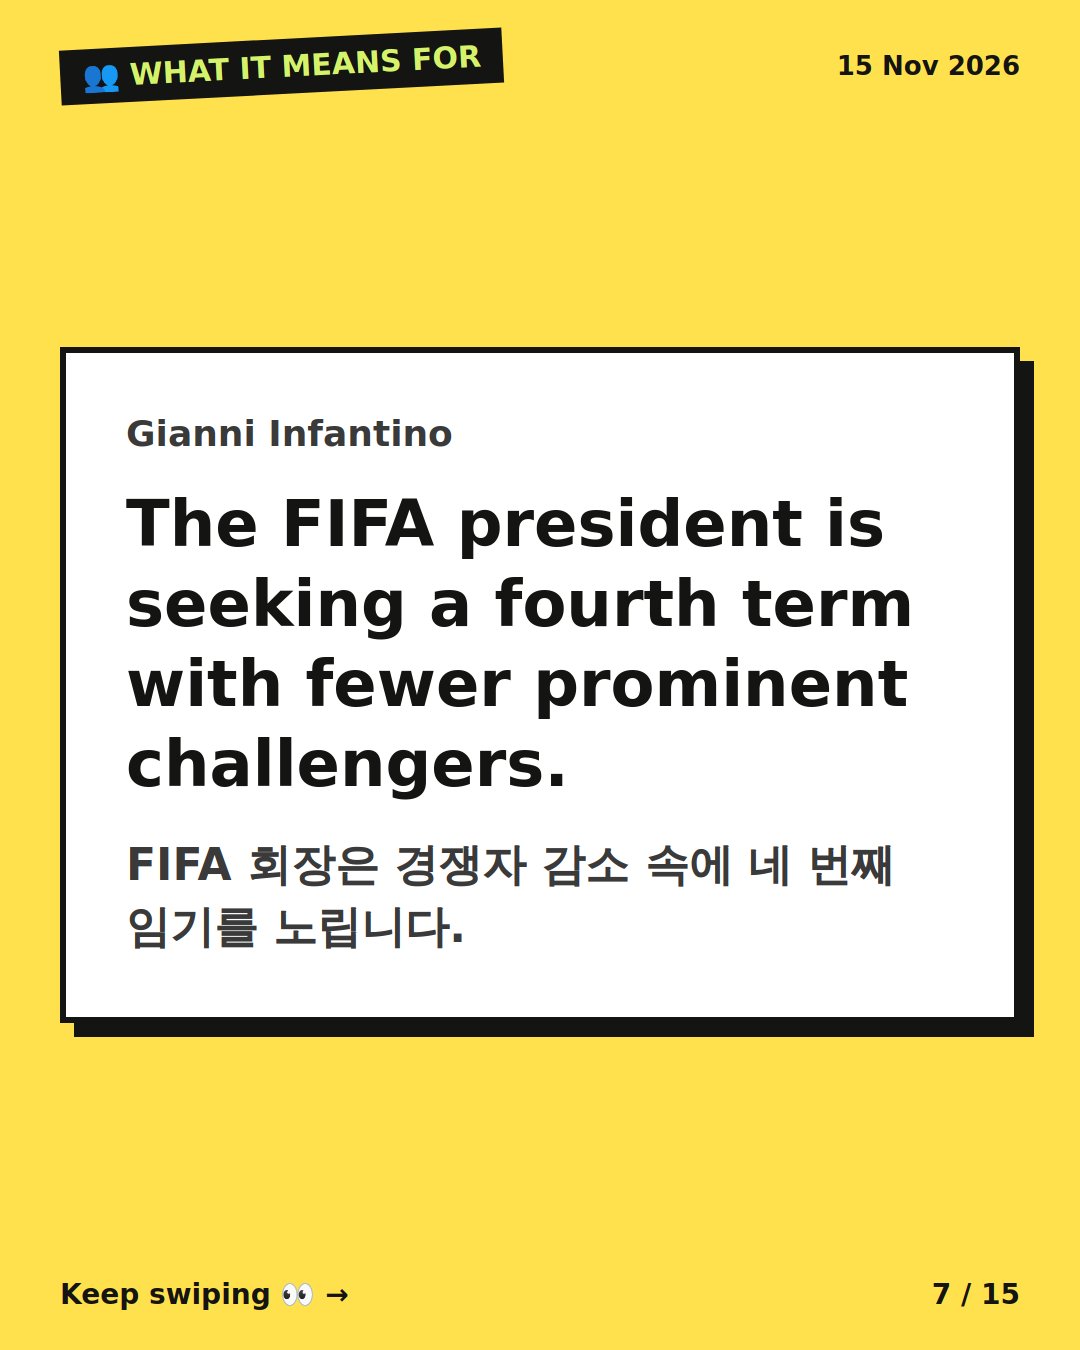 👥 WHAT IT MEANS FOR
15 Nov 2026
Gianni Infantino
The FIFA president is
seeking a fourth term
with fewer prominent
challengers.
FIFA 회장은 경쟁자 감소 속에 네 번째
임기를 노립니다.
Keep swiping 👀 →
7 / 15